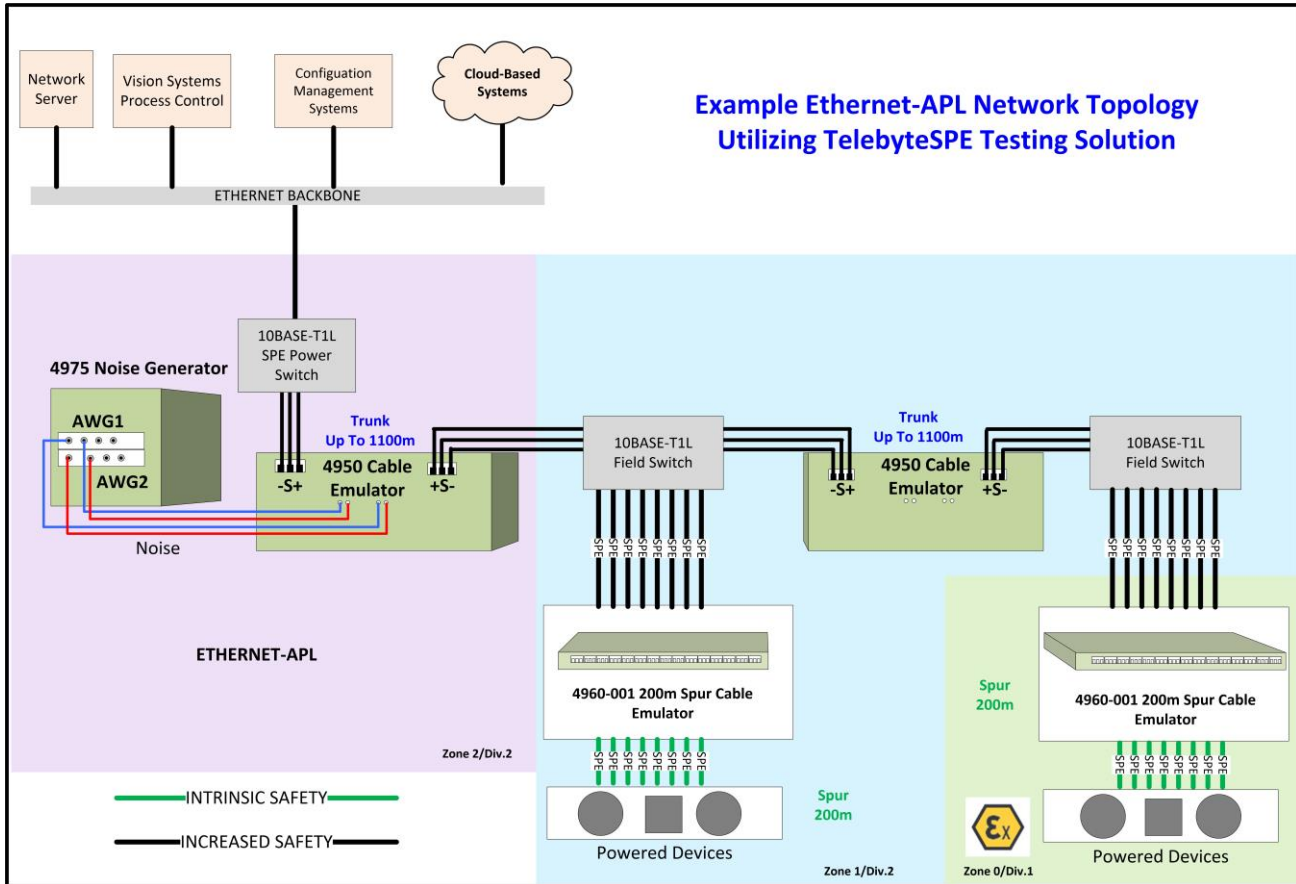 Network
Server
Vision Systems
Process Control
Configuation
Management
Systems
Cloud-Based
Systems
Example Ethernet-APL Network Topology
Utilizing TelebyteSPE Testing Solution
ETHERNET BACKBONE
10BASE-T1L
SPE Power
Switch
4975 Noise Generator
AWG1
AWG2
Noise
Trunk
Up To 1100m
4950 Cable
Emulator
-S+
+S-
10BASE-T1L
Field Switch
Trunk
Up To 1100m
4950 Cable
Emulator
-S+
+S-
10BASE-T1L
Field Switch
SPE SPE SPE SPE SPE SPE SPE SPE
SPE SPE SPE SPE SPE SPE SPE SPE
ETHERNET-APL
4960-001 200m Spur Cable
Emulator
Spur
200m
4960-001 200m Spur Cable
Emulator
SPE SPE SPE SPE SPE SPE SPE SPE
SPE SPE SPE SPE SPE SPE SPE SPE
Zone 2/Div.2
Spur
200m
INTRINSIC SAFETY
INCREASED SAFETY
Powered Devices
Zone 1/Div.2
εx
Powered Devices
Zone 0/Div.1